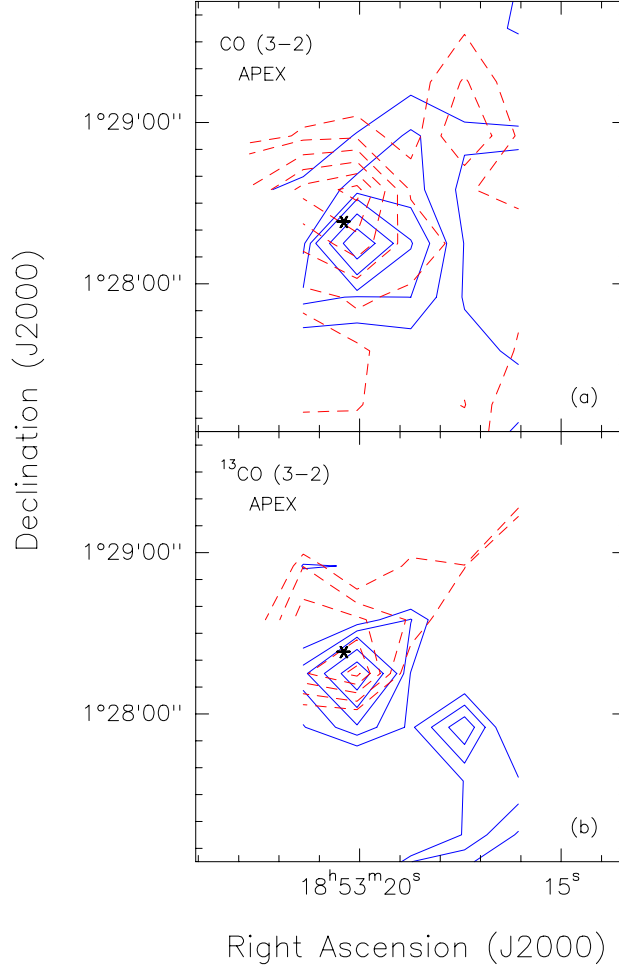 CO (3-2)
APEX
1°29'00"
1°28'00"
(a)
¹³CO (3-2)
APEX
1°29'00"
1°28'00"
(b)
18ʰ53ᵐ20ˢ 15ˢ
Right Ascension (J2000)
Declination (J2000)